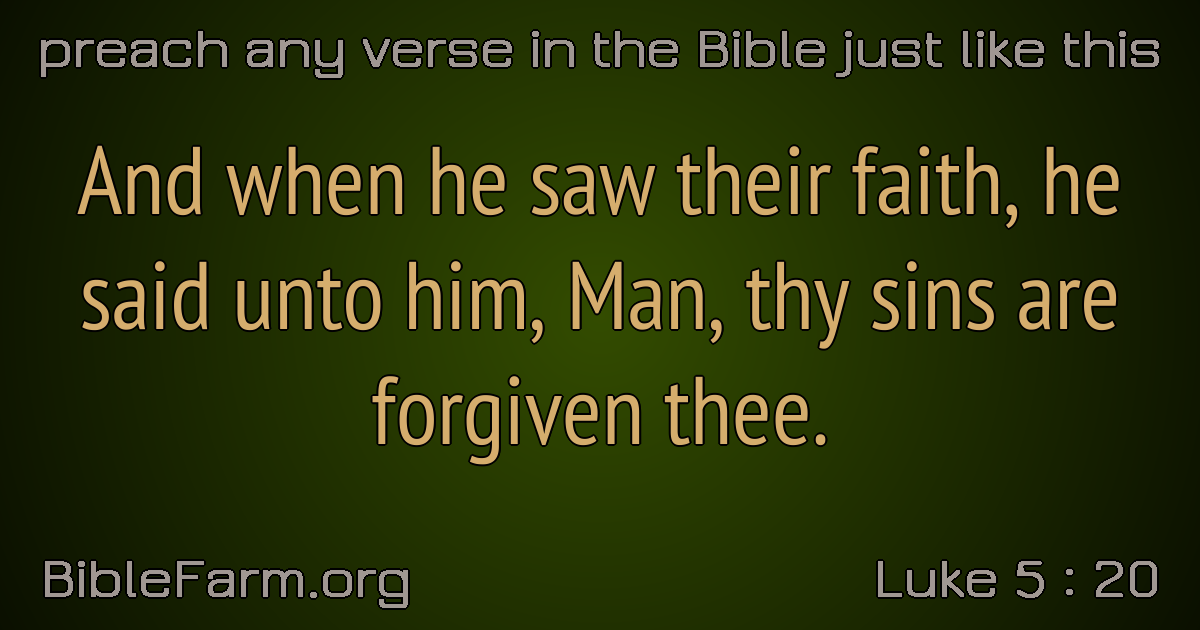 preach any verse in the Bible just like this
And when he saw their faith, he
said unto him, Man, thy sins are
forgiven thee.
BibleFarm.org
Luke 5 : 20